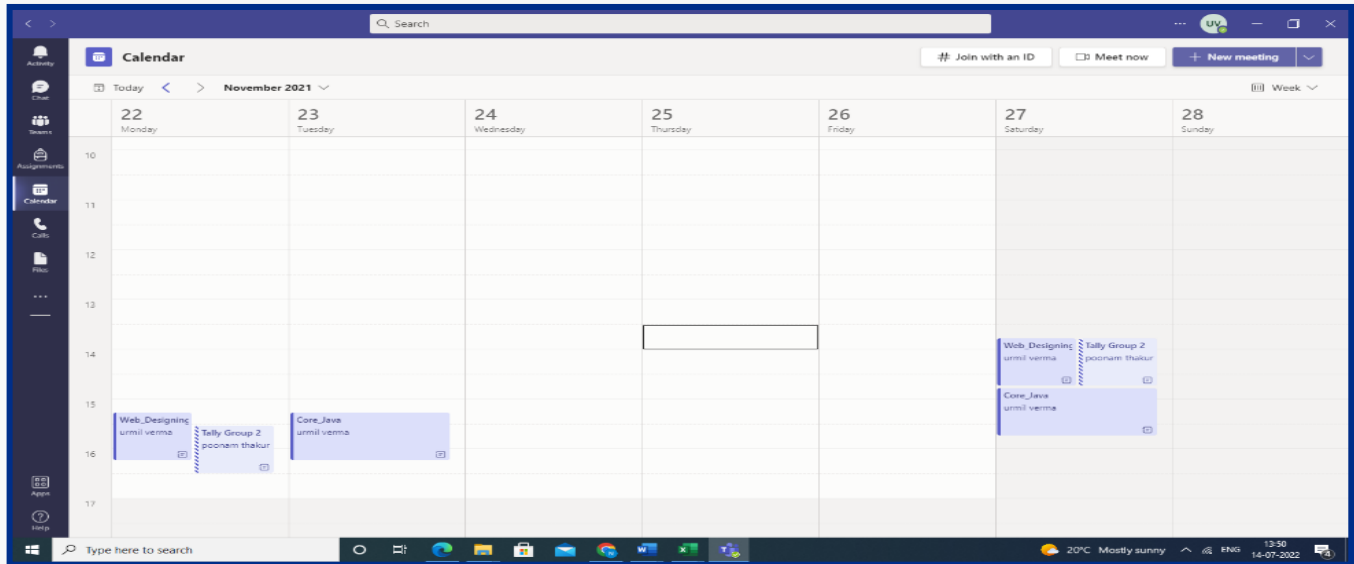 Search
UV
Activity
Calendar
# Join with an ID
Meet now
+ New meeting
Chat
Today
November 2021
Week
Teams
22
Monday
23
Tuesday
24
Wednesday
25
Thursday
26
Friday
27
Saturday
28
Sunday
Assignments
Calendar
Calls
Files
10
11
12
13
14
15
16
17
Web_Designing
urmil verma
Tally Group 2
poonam thakur
Core_Java
urmil verma
Web_Designing
urmil verma
Tally Group 2
poonam thakur
Core_Java
urmil verma
Apps
Help
Type here to search
20°C Mostly sunny
ENG
13:50
14-07-2022
4